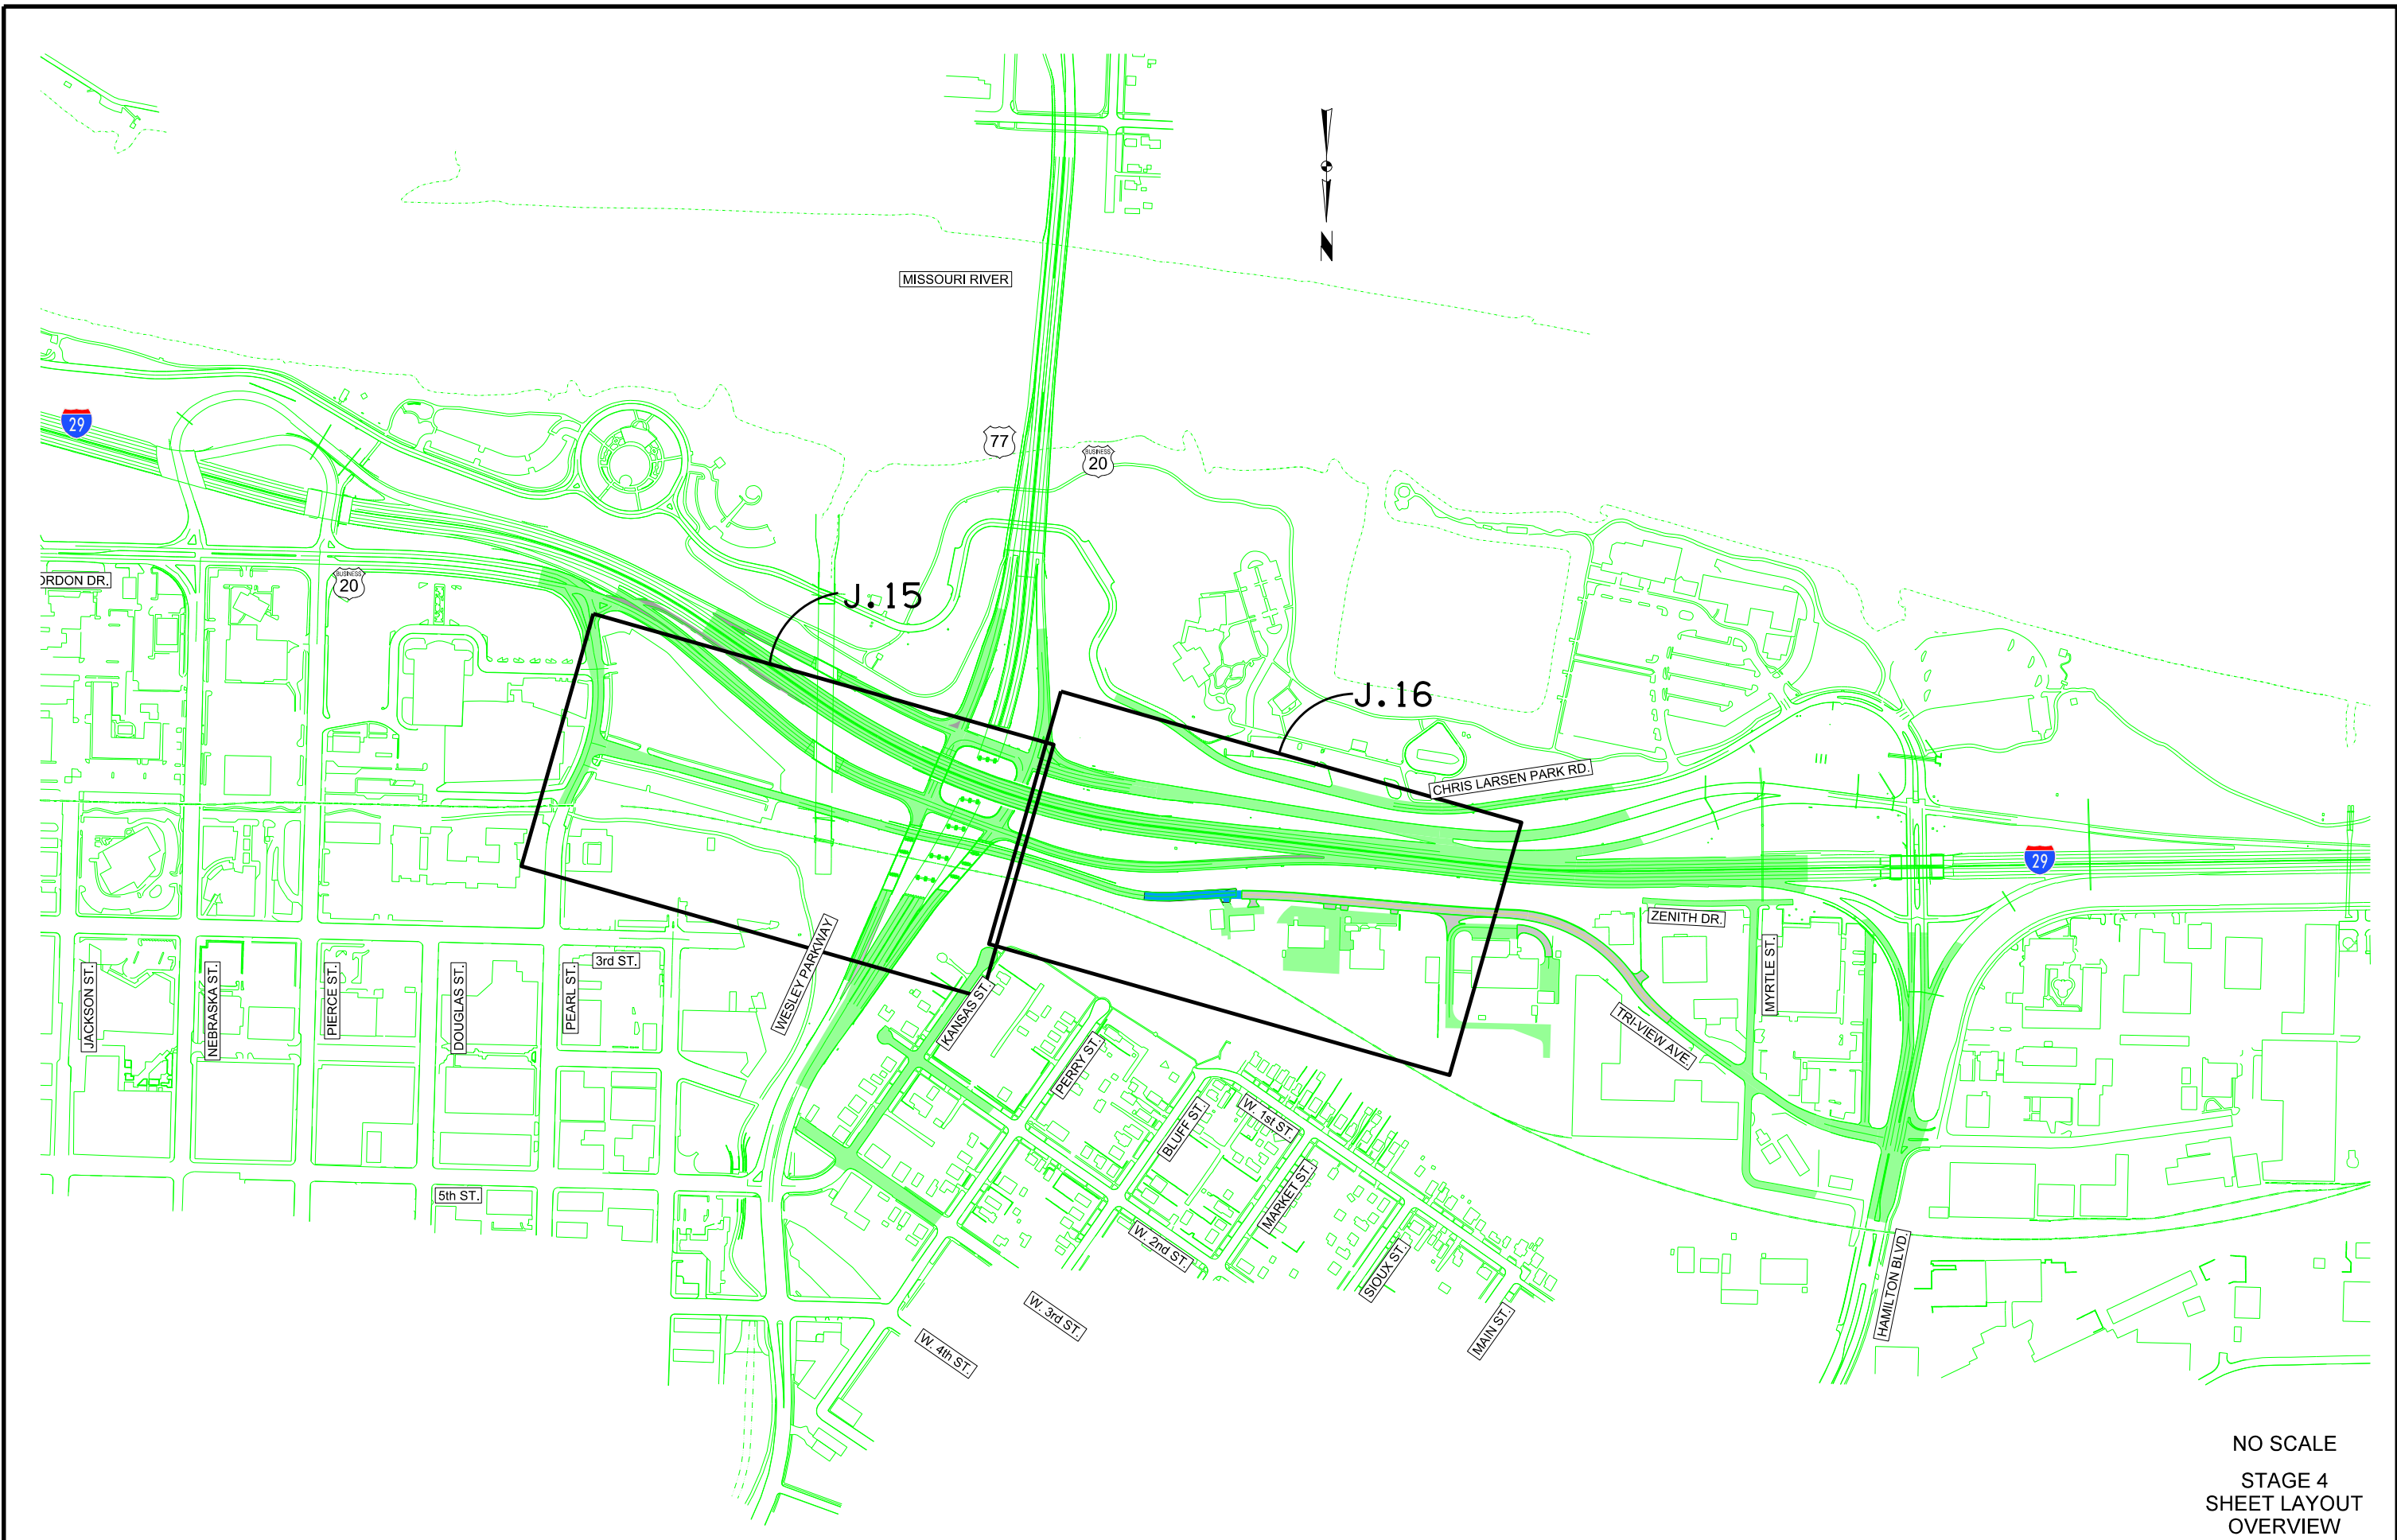 MISSOURI RIVER
N
29
77
BUSINESS
20
ORDON DR.
BUSINESS
20
J.15
J.16
CHRIS LARSEN PARK RD.
29
ZENITH DR.
3rd ST.
WESLEY PARKWAY
JACKSON ST.
NEBRASKA ST.
PIERCE ST.
DOUGLAS ST.
PEARL ST.
KANSAS ST.
MYRTLE ST.
TRI-VIEW AVE.
PERRY ST.
BLUFF ST.
W. 1st ST.
MARKET ST.
5th ST.
W. 2nd ST.
SIOUX ST.
HAMILTON BLVD.
W. 3rd ST.
MAIN ST.
W. 4th ST.
NO SCALE
STAGE 4
SHEET LAYOUT
OVERVIEW